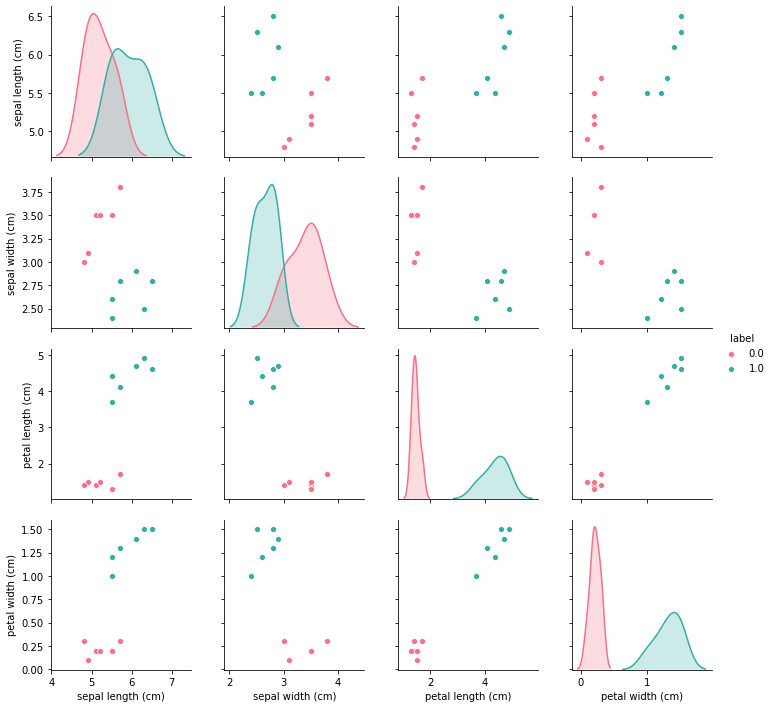 6.5
6.0
5.5
5.0
sepal length (cm)
3.75
3.50
3.25
3.00
2.75
2.50
sepal width (cm)
5
4
3
2
petal length (cm)
label
0.0
1.0
1.50
1.25
1.00
0.75
0.50
0.25
0.00
petal width (cm)
4 5 6 7
2 3 4
2 4
0 1
sepal length (cm)
sepal width (cm)
petal length (cm)
petal width (cm)